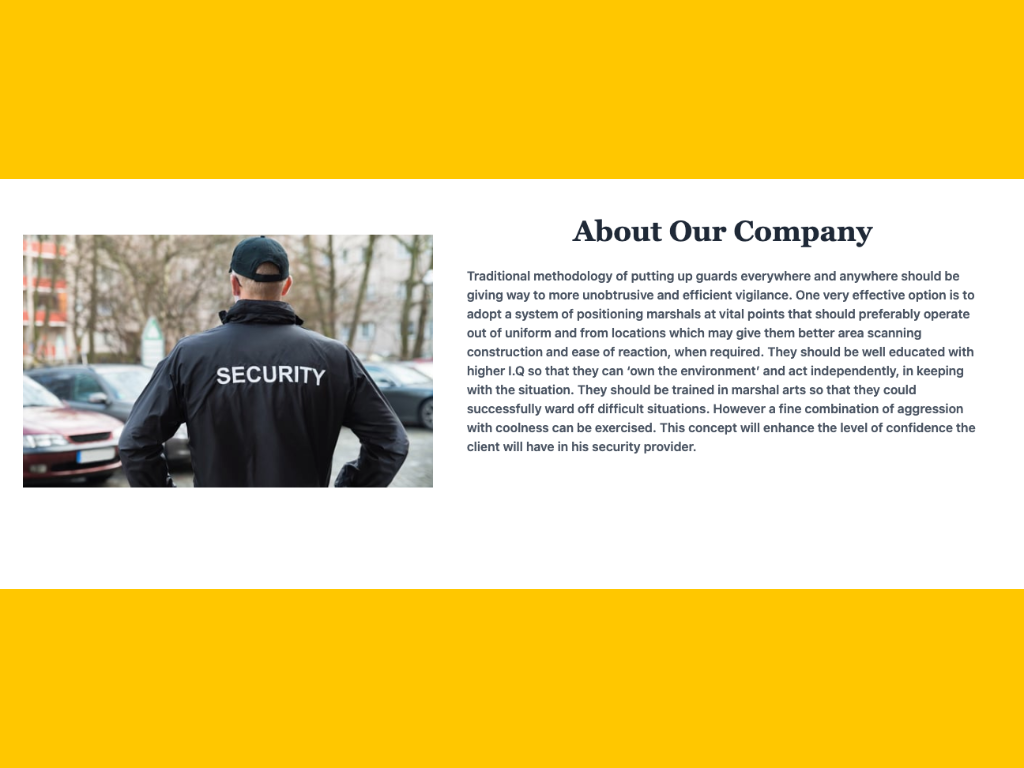 About Our Company
SECURITY
Traditional methodology of putting up guards everywhere and anywhere should be
giving way to more unobtrusive and efficient vigilance. One very effective option is to
adopt a system of positioning marshals at vital points that should preferably operate
out of uniform and from locations which may give them better area scanning
construction and ease of reaction, when required. They should be well educated with
higher I.Q so that they can ‘own the environment’ and act independently, in keeping
with the situation. They should be trained in marshal arts so that they could
successfully ward off difficult situations. However a fine combination of aggression
with coolness can be exercised. This concept will enhance the level of confidence the
client will have in his security provider.